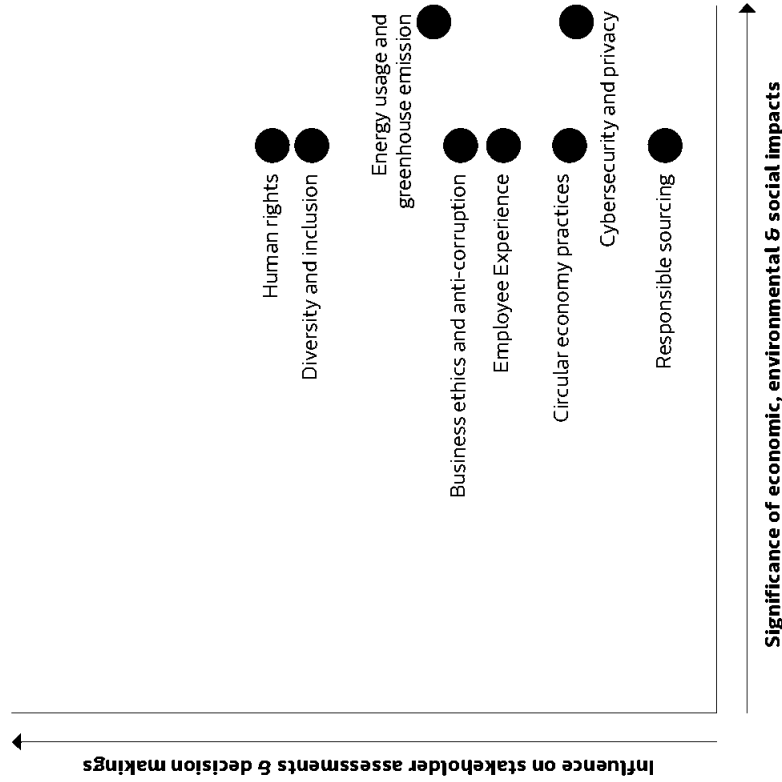 Human rights
Diversity and inclusion
Energy usage and
greenhouse emission
Business ethics and anti-corruption
Employee Experience
Circular economy practices
Cybersecurity and privacy
Responsible sourcing
Significance of economic, environmental & social impacts
Influence on stakeholder assessments & decision makings